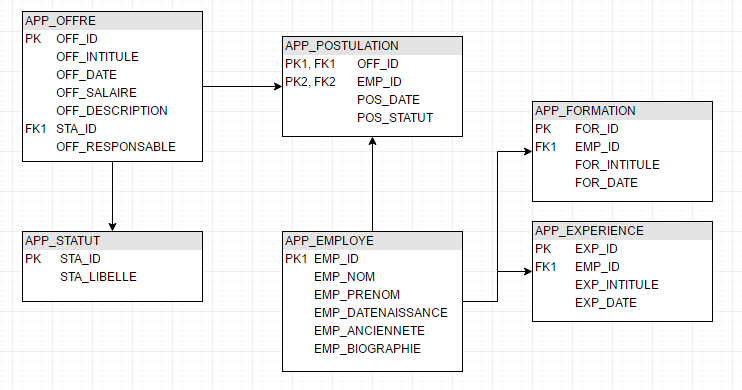 APP_OFFRE
PK OFF_ID
OFF_INTITULE
OFF_DATE
OFF_SALAIRE
OFF_DESCRIPTION
FK1 STA_ID
OFF_RESPONSABLE
APP_POSTULATION
PK1, FK1 OFF_ID
PK2, FK2 EMP_ID
POS_DATE
POS_STATUT
APP_FORMATION
PK FOR_ID
FK1 EMP_ID
FOR_INTITULE
FOR_DATE
APP_STATUT
PK STA_ID
STA_LIBELLE
APP_EMPLOYE
PK1 EMP_ID
EMP_NOM
EMP_PRENOM
EMP_DATENAISSANCE
EMP_ANCIENNETE
EMP_BIOGRAPHIE
APP_EXPERIENCE
PK EXP_ID
FK1 EMP_ID
EXP_INTITULE
EXP_DATE